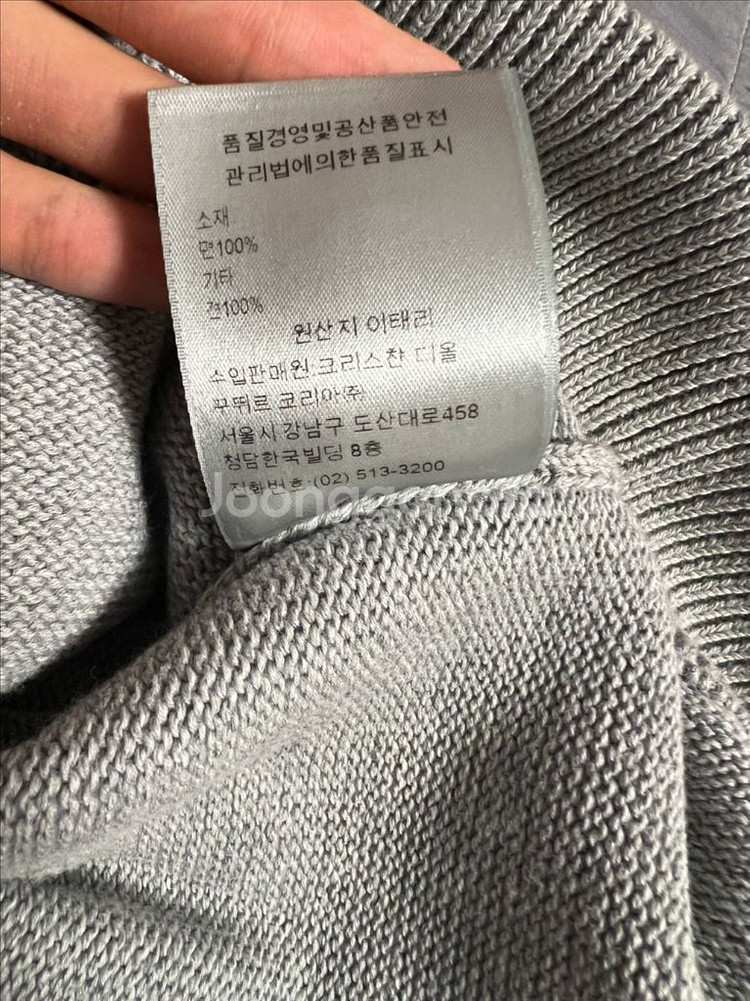 품질경영및공산품안전
관리법에의한품질표시
소재
면100%
기타
견100%
원산지 이태리
수입판매원:크리스챤 디올
꾸뛰르 코리아(주)
서울시 강남구 도산대로458
청담한국빌딩 8층
전화번호:(02) 513-3200